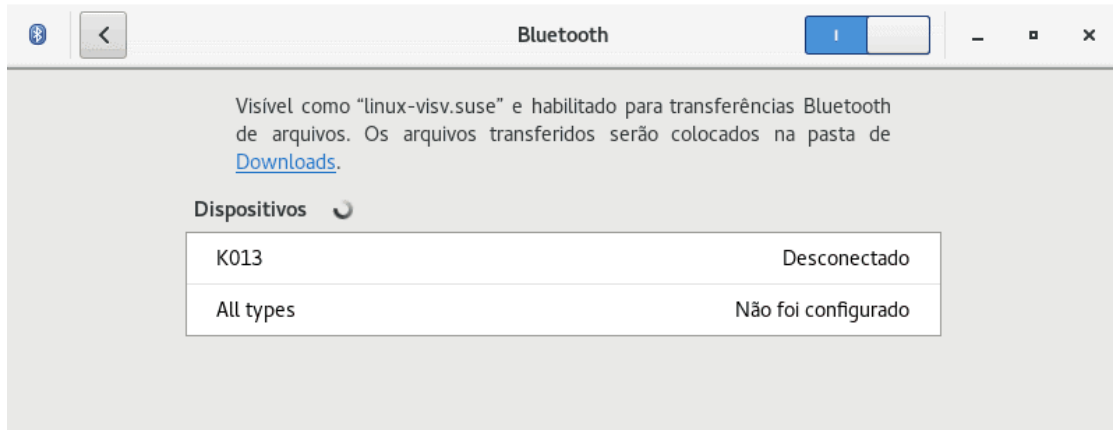 Bluetooth
Visível como “linux-visv.suse” e habilitado para transferências Bluetooth
de arquivos. Os arquivos transferidos serão colocados na pasta de
Downloads.
Dispositivos
K013 Desconectado
All types Não foi configurado